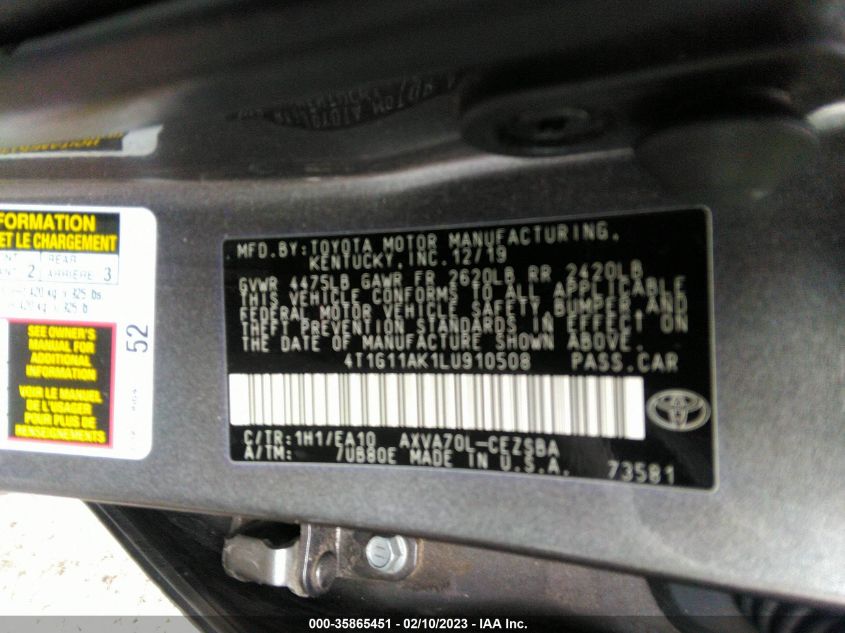 FORMATION
ET LE CHARGEMENT
REAR
2 ARRIÈRE 3
SEE OWNER'S
MANUAL FOR
ADDITIONAL
INFORMATION
VOIR LE MANUEL
DE L'USAGER
POUR PLUS DE
RENSEIGNEMENTS
52
MFD.BY:TOYOTA MOTOR MANUFACTURING,
KENTUCKY,INC.12/19
GVWR 4475LB GAWR FR 2620LB RR 2420LB
THIS VEHICLE CONFORMS TO ALL APPLICABLE
FEDERAL MOTOR VEHICLE SAFETY, BUMPER, AND
THEFT PREVENTION STANDARDS IN EFFECT ON
THE DATE OF MANUFACTURE SHOWN ABOVE.
4T1G11AK1LU910508 PASS.CAR
C/TR:1H1/EA10 AXVA70L-CEZSBA
A/TM: 7UB80E MADE IN U.S.A. 73581
000-35865451 - 02/10/2023 - IAA Inc.